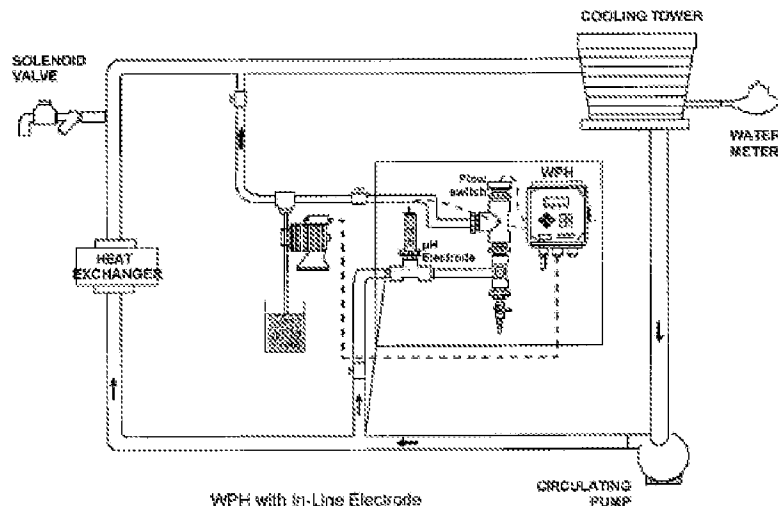 COOLING TOWER
SOLENOID
VALVE
WATER
METER
Flow
switch
WPH
pH
Electrode
HEAT
EXCHANGER
WPH with In-Line Electrode
CIRCULATING
PUMP